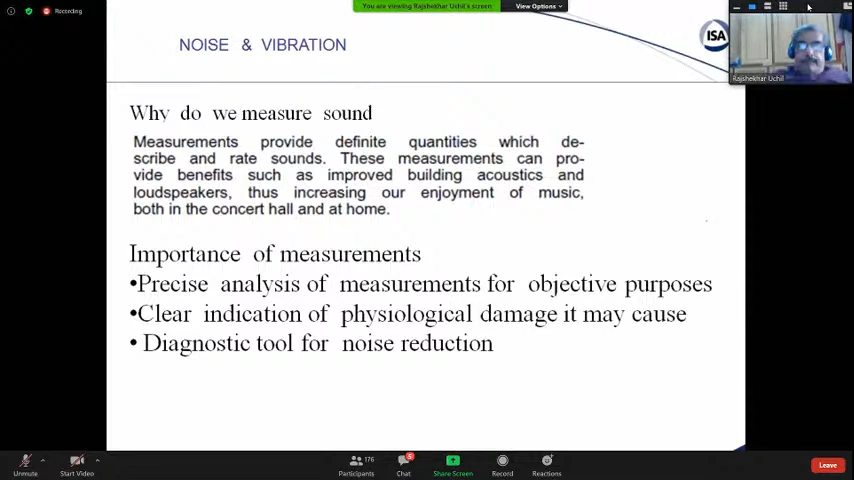 Recording
You are viewing Rajshekhar Uchil's screen
View Options
NOISE & VIBRATION
ISA
Rajshekhar Uchil
Why do we measure sound
Measurements provide definite quantities which de-
scribe and rate sounds. These measurements can pro-
vide benefits such as improved building acoustics and
loudspeakers, thus increasing our enjoyment of music,
both in the concert hall and at home.
Importance of measurements
•Precise analysis of measurements for objective purposes
•Clear indication of physiological damage it may cause
• Diagnostic tool for noise reduction
Unmute
Start Video
176
Participants
5
Chat
Share Screen
Record
Reactions
Leave